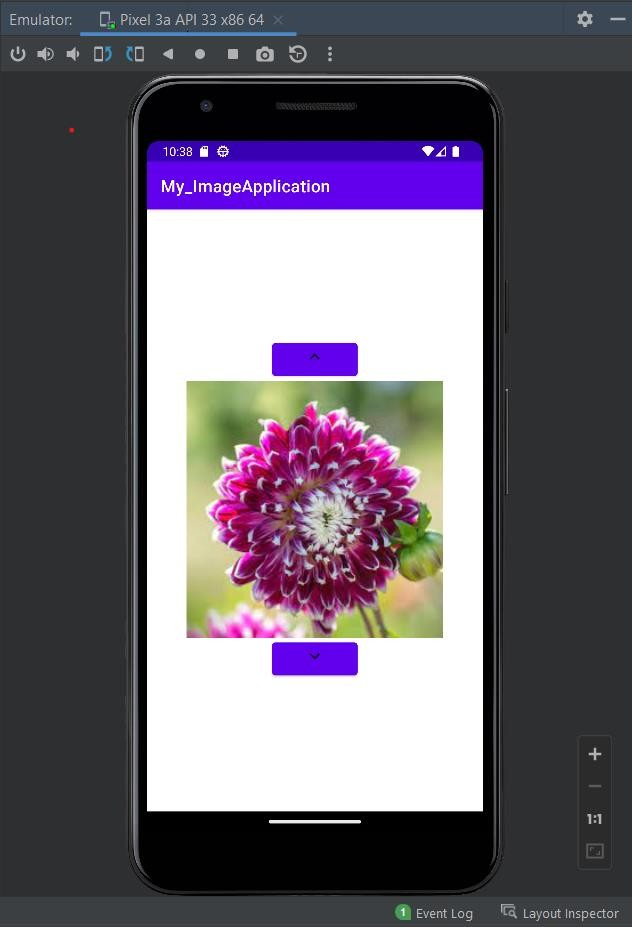 Emulator: Pixel 3a API 33 x86 64
10:38
My_ImageApplication
1:1
1 Event Log Layout Inspector